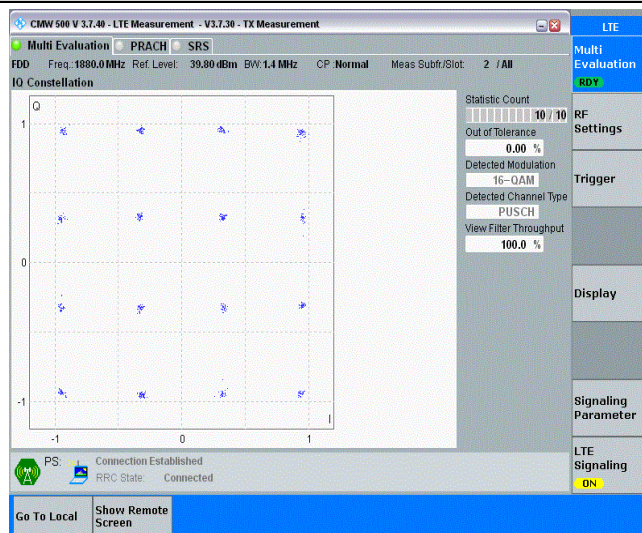 CMW 500 V 3.7.40 - LTE Measurement - V3.7.30 - TX Measurement
LTE
Multi Evaluation PRACH SRS
FDD Freq.:1880.0 MHz Ref. Level: 39.80 dBm BW:1.4 MHz CP :Normal Meas Subfr./Slot: 2 / All
IQ Constellation
Q
1
0
-1
-1 0 1
I
Statistic Count
10 / 10
Out of Tolerance
0.00 %
Detected Modulation
16-QAM
Detected Channel Type
PUSCH
View Filter Throughput
100.0 %
Multi
Evaluation
RDY
RF
Settings
Trigger
Display
Signaling
Parameter
LTE
Signaling
ON
PS: Connection Established
RRC State: Connected
Go To Local
Show Remote
Screen